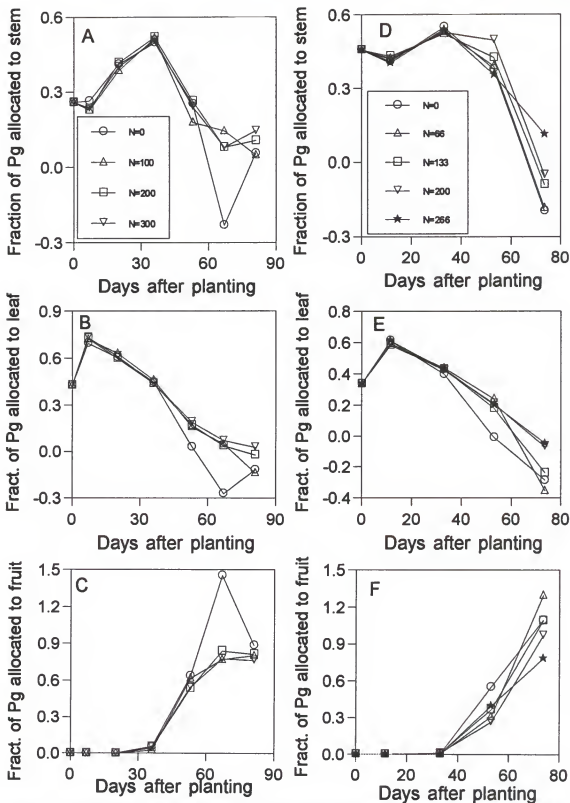 A
Fraction of Pg allocated to stem
0.6
0.3
0.0
-0.3
N=0
N=100
N=200
N=300
0 30 60 90
Days after planting
D
Fraction of Pg allocated to stem
0.6
0.3
0.0
-0.3
N=0
N=66
N=133
N=200
N=266
0 20 40 60 80
Days after planting
B
Fract. of Pg allocated to leaf
0.9
0.6
0.3
0.0
-0.3
0 30 60 90
Days after planting
E
Fract. of Pg allocated to leaf
0.8
0.6
0.4
0.2
0.0
-0.2
-0.4
0 20 40 60 80
Days after planting
C
Fract. of Pg allocated to fruit
1.5
1.2
0.9
0.6
0.3
0.0
0 30 60 90
Days after planting
F
Fract. of Pg allocated to fruit
1.5
1.2
0.9
0.6
0.3
0.0
0 20 40 60 80
Days after planting